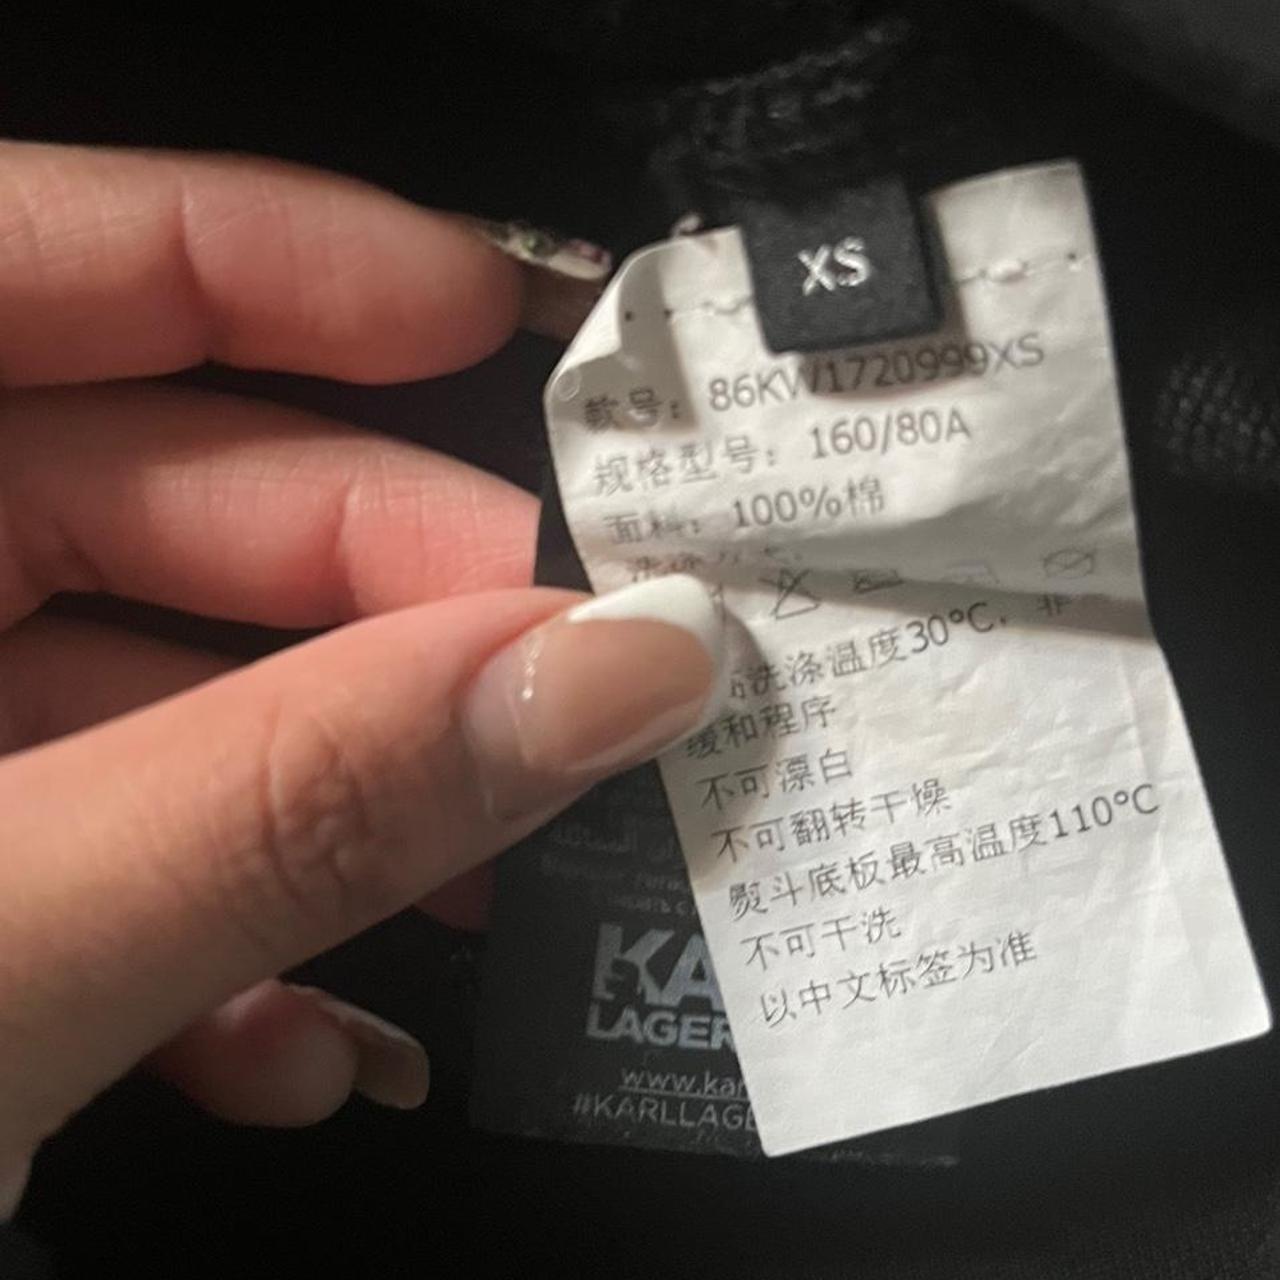 XS
款号： 86KW1720999XS
规格型号： 160/80A
面料： 100%棉
洗涤温度30°C，
缓和程序
不可漂白
不可翻转干燥
熨斗底板最高温度110°C
不可干洗
以中文标签为准
KA
LAGER
www.kar
#KARLLAGE